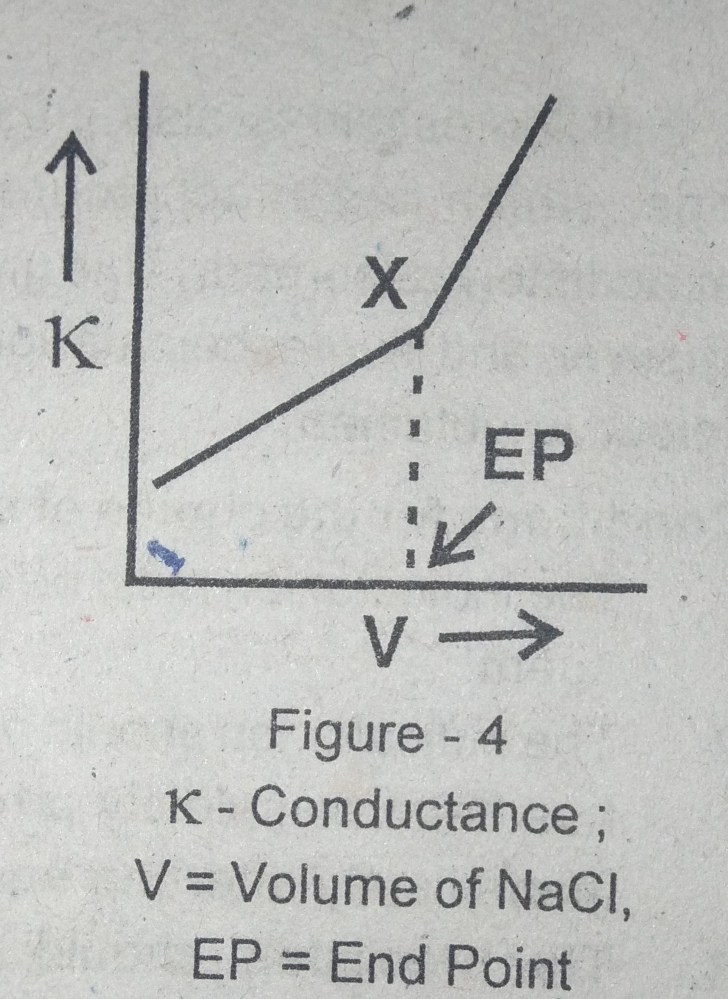 κ
X
EP
V
Figure - 4
κ - Conductance ;
V = Volume of NaCl,
EP = End Point